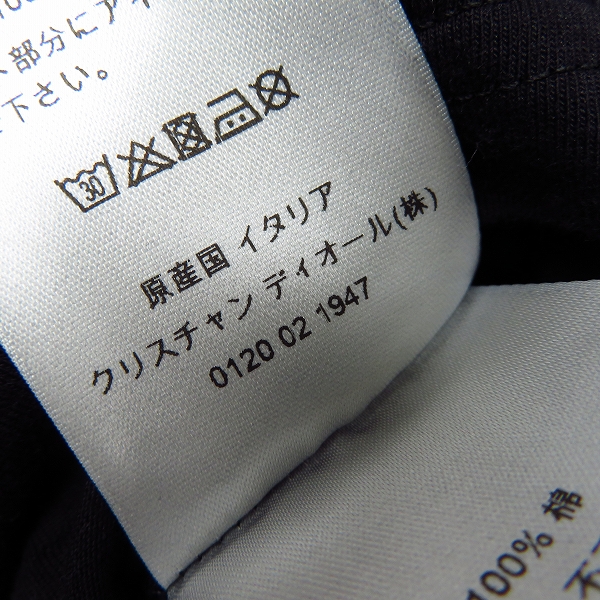 、部分にアイ
下さい。
30
原産国 イタリア
クリスチャン ディオール(株)
0120 02 1947
100% 棉